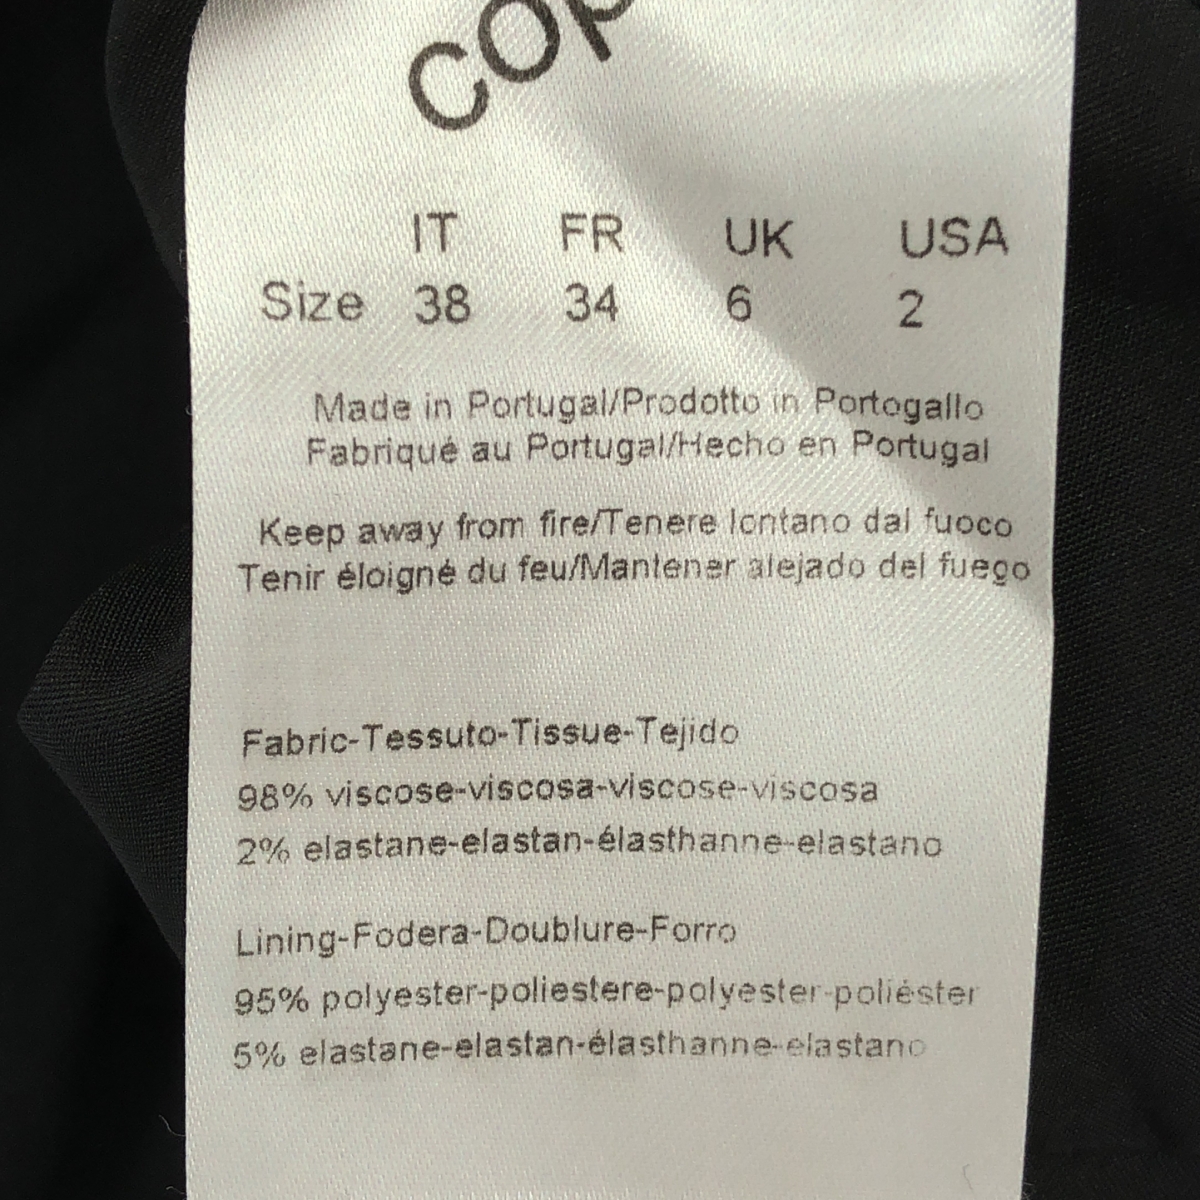 IT FR UK USA
Size 38 34 6 2
Made in Portugal/Prodotto in Portogallo
Fabriqué au Portugal/Hecho en Portugal
Keep away from fire/Tenere lontano dal fuoco
Tenir éloigné du feu/Mantener alejado del fuego
Fabric-Tessuto-Tissue-Tejido
98% viscose-viscosa-viscose-viscosa
2% elastane-elastan-élasthanne-elastano
Lining-Fodera-Doublure-Forro
95% polyester-poliestere-polyester-poliéster
5% elastane-elastan-élasthanne-elastano